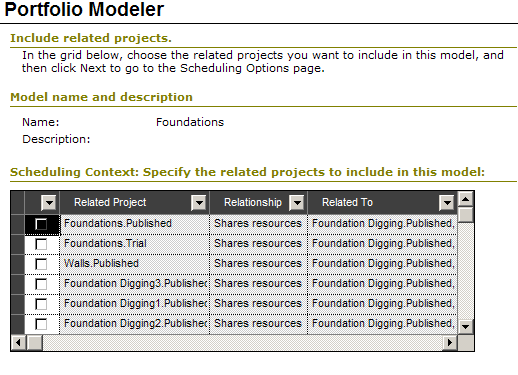 Portfolio Modeler
Include related projects.
In the grid below, choose the related projects you want to include in this model, and
then click Next to go to the Scheduling Options page.
Model name and description
Name: Foundations
Description:
Scheduling Context: Specify the related projects to include in this model:
Related Project Relationship Related To
Foundations.Published Shares resources Foundation Digging.Published,
Foundations.Trial Shares resources Foundation Digging.Published,
Walls.Published Shares resources Foundation Digging.Published,
Foundation Digging3.Published Shares resources Foundation Digging.Published,
Foundation Digging1.Published Shares resources Foundation Digging.Published,
Foundation Digging2.Published Shares resources Foundation Digging.Published,